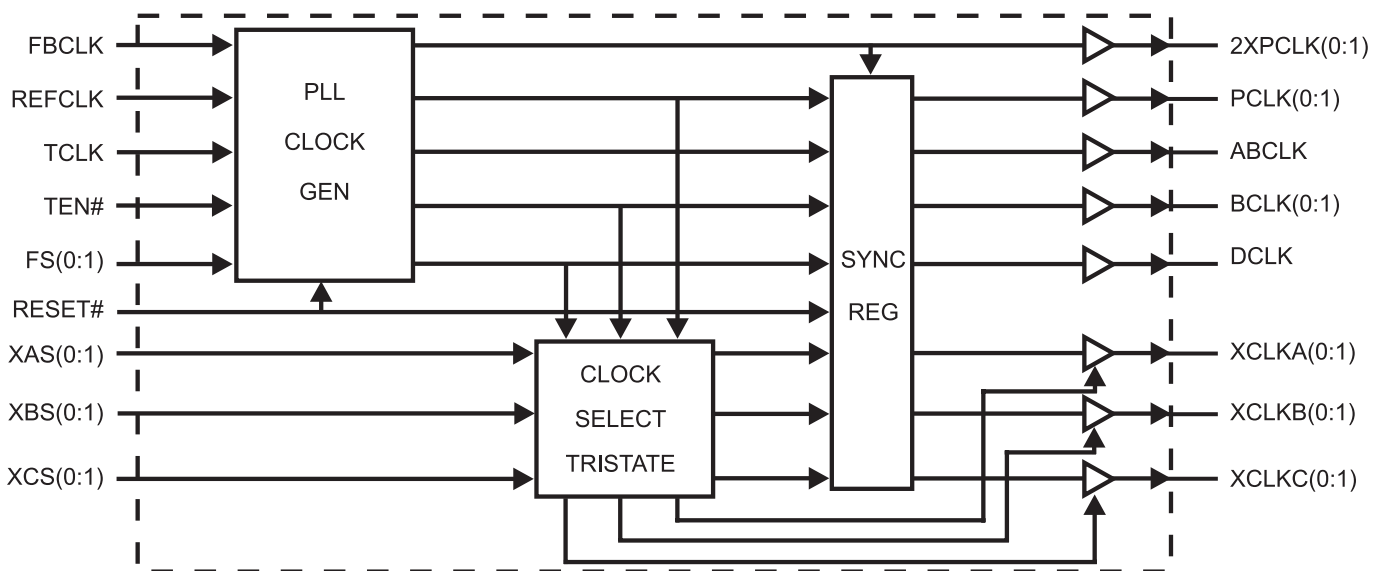 FBCLK
REFCLK
TCLK
TEN#
FS(0:1)
RESET#
XAS(0:1)
XBS(0:1)
XCS(0:1)
PLL
CLOCK
GEN
CLOCK
SELECT
TRISTATE
SYNC
REG
2XPCLK(0:1)
PCLK(0:1)
ABCLK
BCLK(0:1)
DCLK
XCLKA(0:1)
XCLKB(0:1)
XCLKC(0:1)